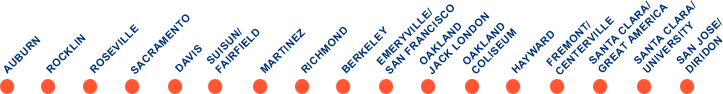 AUBURN
ROCKLIN
ROSEVILLE
SACRAMENTO
DAVIS
SUISUN/
FAIRFIELD
MARTINEZ
RICHMOND
BERKELEY
EMERYVILLE/
SAN FRANCISCO
OAKLAND
JACK LONDON
OAKLAND
COLISEUM
HAYWARD
FREMONT/
CENTERVILLE
SANTA CLARA/
GREAT AMERICA
SANTA CLARA/
UNIVERSITY
SAN JOSE/
DIRIDON